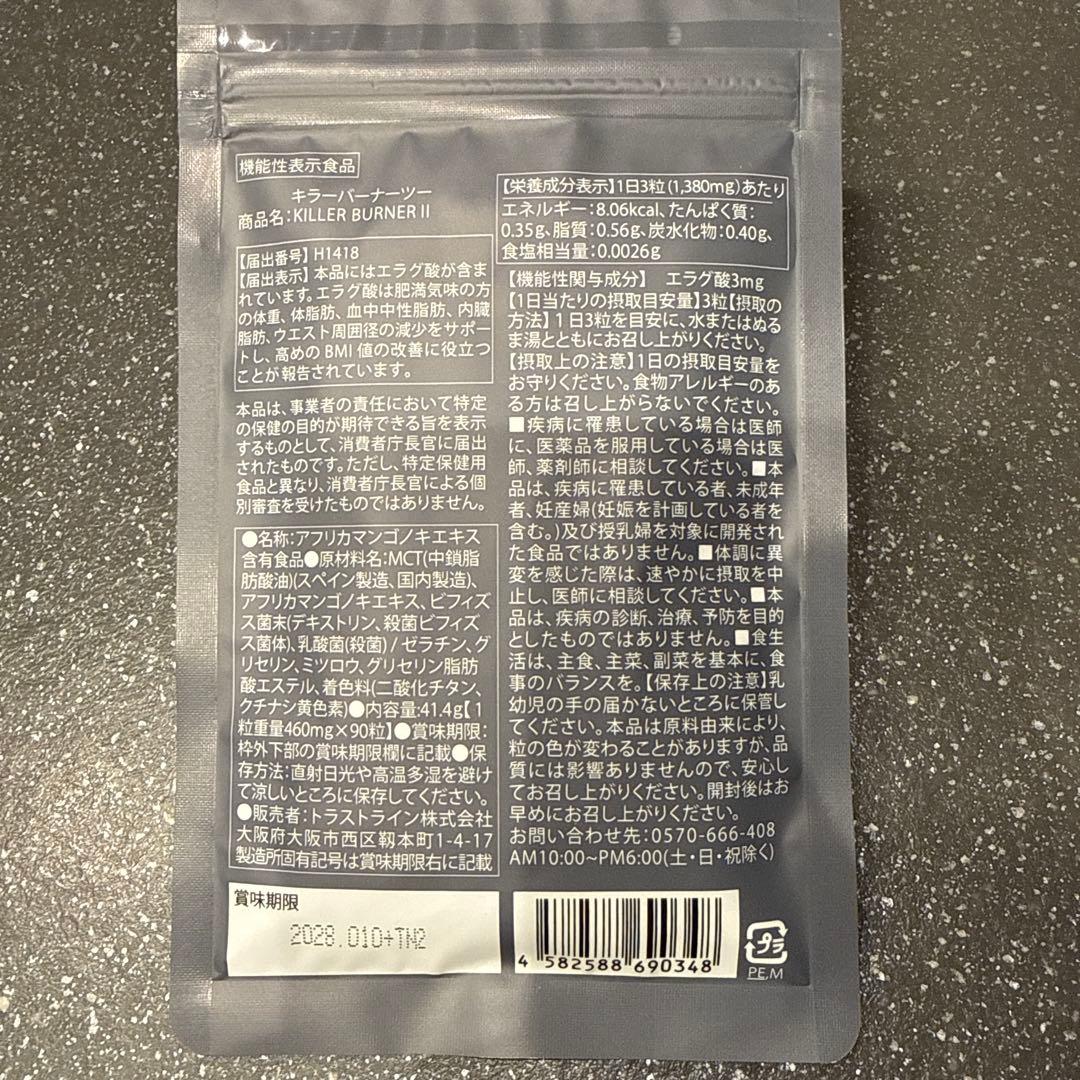 機能性表示食品
キラーバーナーツー
商品名:KILLER BURNER II
【届出番号】H1418
【届出表示】本品にはエラグ酸が含ま
れています。エラグ酸は肥満気味の方
の体重、体脂肪、血中中性脂肪、内臓
脂肪、ウエスト周囲径の減少をサポー
トし、高めの BMI 値の改善に役立つ
ことが報告されています。
本品は、事業者の責任において特定
の保健の目的が期待できる旨を表示
するものとして、消費者庁長官に届出
されたものです。ただし、特定保健用
食品と異なり、消費者庁長官による個
別審査を受けたものではありません。
●名称:アフリカマンゴノキエキス
含有食品●原材料名:MCT(中鎖脂
肪酸油)(スペイン製造、国内製造)、
アフリカマンゴノキエキス、ビフィズ
ス菌末(デキストリン、殺菌ビフィズ
ス菌体)、乳酸菌(殺菌) / ゼラチン、グ
リセリン、ミツロウ、グリセリン脂肪
酸エステル、着色料(二酸化チタン、
クチナシ黄色素)●内容量:41.4g【1
粒重量460mg×90粒】●賞味期限:
枠外下部の賞味期限欄に記載●保
存方法:直射日光や高温多湿を避け
て涼しいところに保存してください。
●販売者:トラストライン株式会社
大阪府大阪市西区靱本町1-4-17
製造所固有記号は賞味期限右に記載
【栄養成分表示】1日3粒(1,380mg)あたり
エネルギー:8.06kcal、たんぱく質:
0.35g、脂質:0.56g、炭水化物:0.40g、
食塩相当量:0.0026g
【機能性関与成分】 エラグ酸3mg
【1日当たりの摂取目安量】3粒【摂取の
方法】1日3粒を目安に、水またはぬる
ま湯とともにお召し上がりください。
【摂取上の注意】1日の摂取目安量を
お守りください。食物アレルギーのあ
る方は召し上がらないでください。
■疾病に罹患している場合は医師
に、医薬品を服用している場合は医
師、薬剤師に相談してください。■本
品は、疾病に罹患している者、未成年
者、妊産婦(妊娠を計画している者を
含む。)及び授乳婦を対象に開発され
た食品ではありません。■体調に異
変を感じた際は、速やかに摂取を中
止し、医師に相談してください。■本
品は、疾病の診断、治療、予防を目的
としたものではありません。■食生
活は、主食、主菜、副菜を基本に、食
事のバランスを。【保存上の注意】乳
幼児の手の届かないところに保管し
てください。本品は原料由来により、
粒の色が変わることがありますが、品
質には影響ありませんので、安心し
てお召し上がりください。開封後はお
早めにお召し上がりください。
お問い合わせ先:0570-666-408
AM10:00~PM6:00(土・日・祝除く)
賞味期限
2028.010+TN2
4 582588 690348
プラ
PE,M